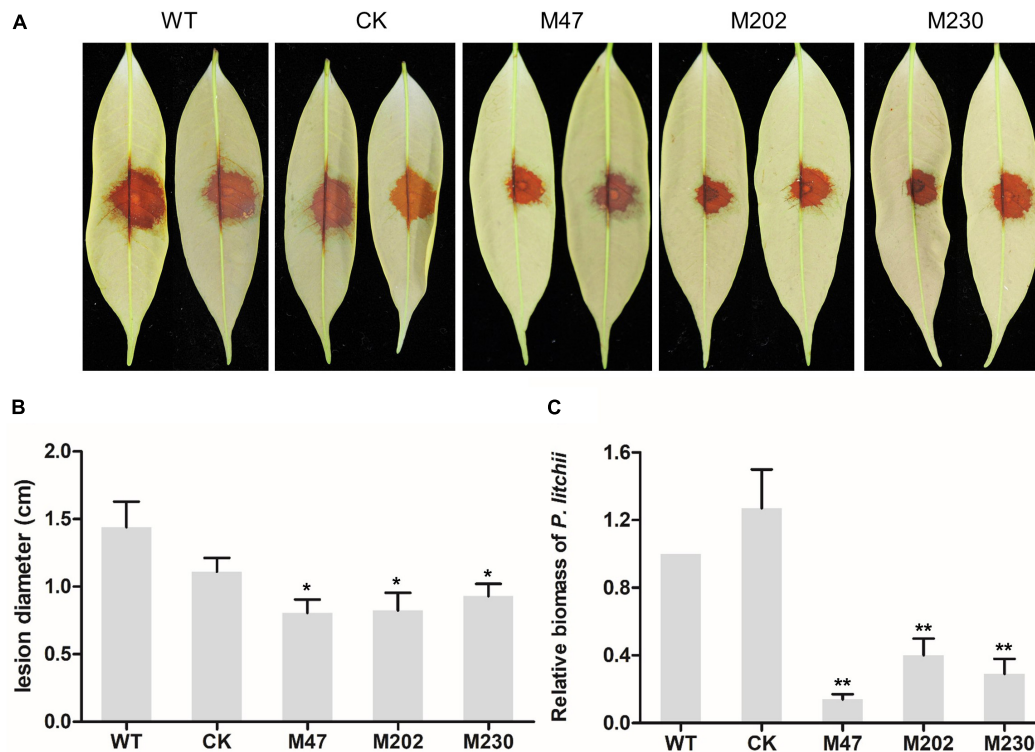 A
WT CK M47 M202 M230
B
lesion diameter (cm)
2.0
1.5
1.0
0.5
0.0
* * *
WT CK M47 M202 M230
C
Relative biomass of P. litchii
1.6
1.2
0.8
0.4
0.0
** ** **
WT CK M47 M202 M230